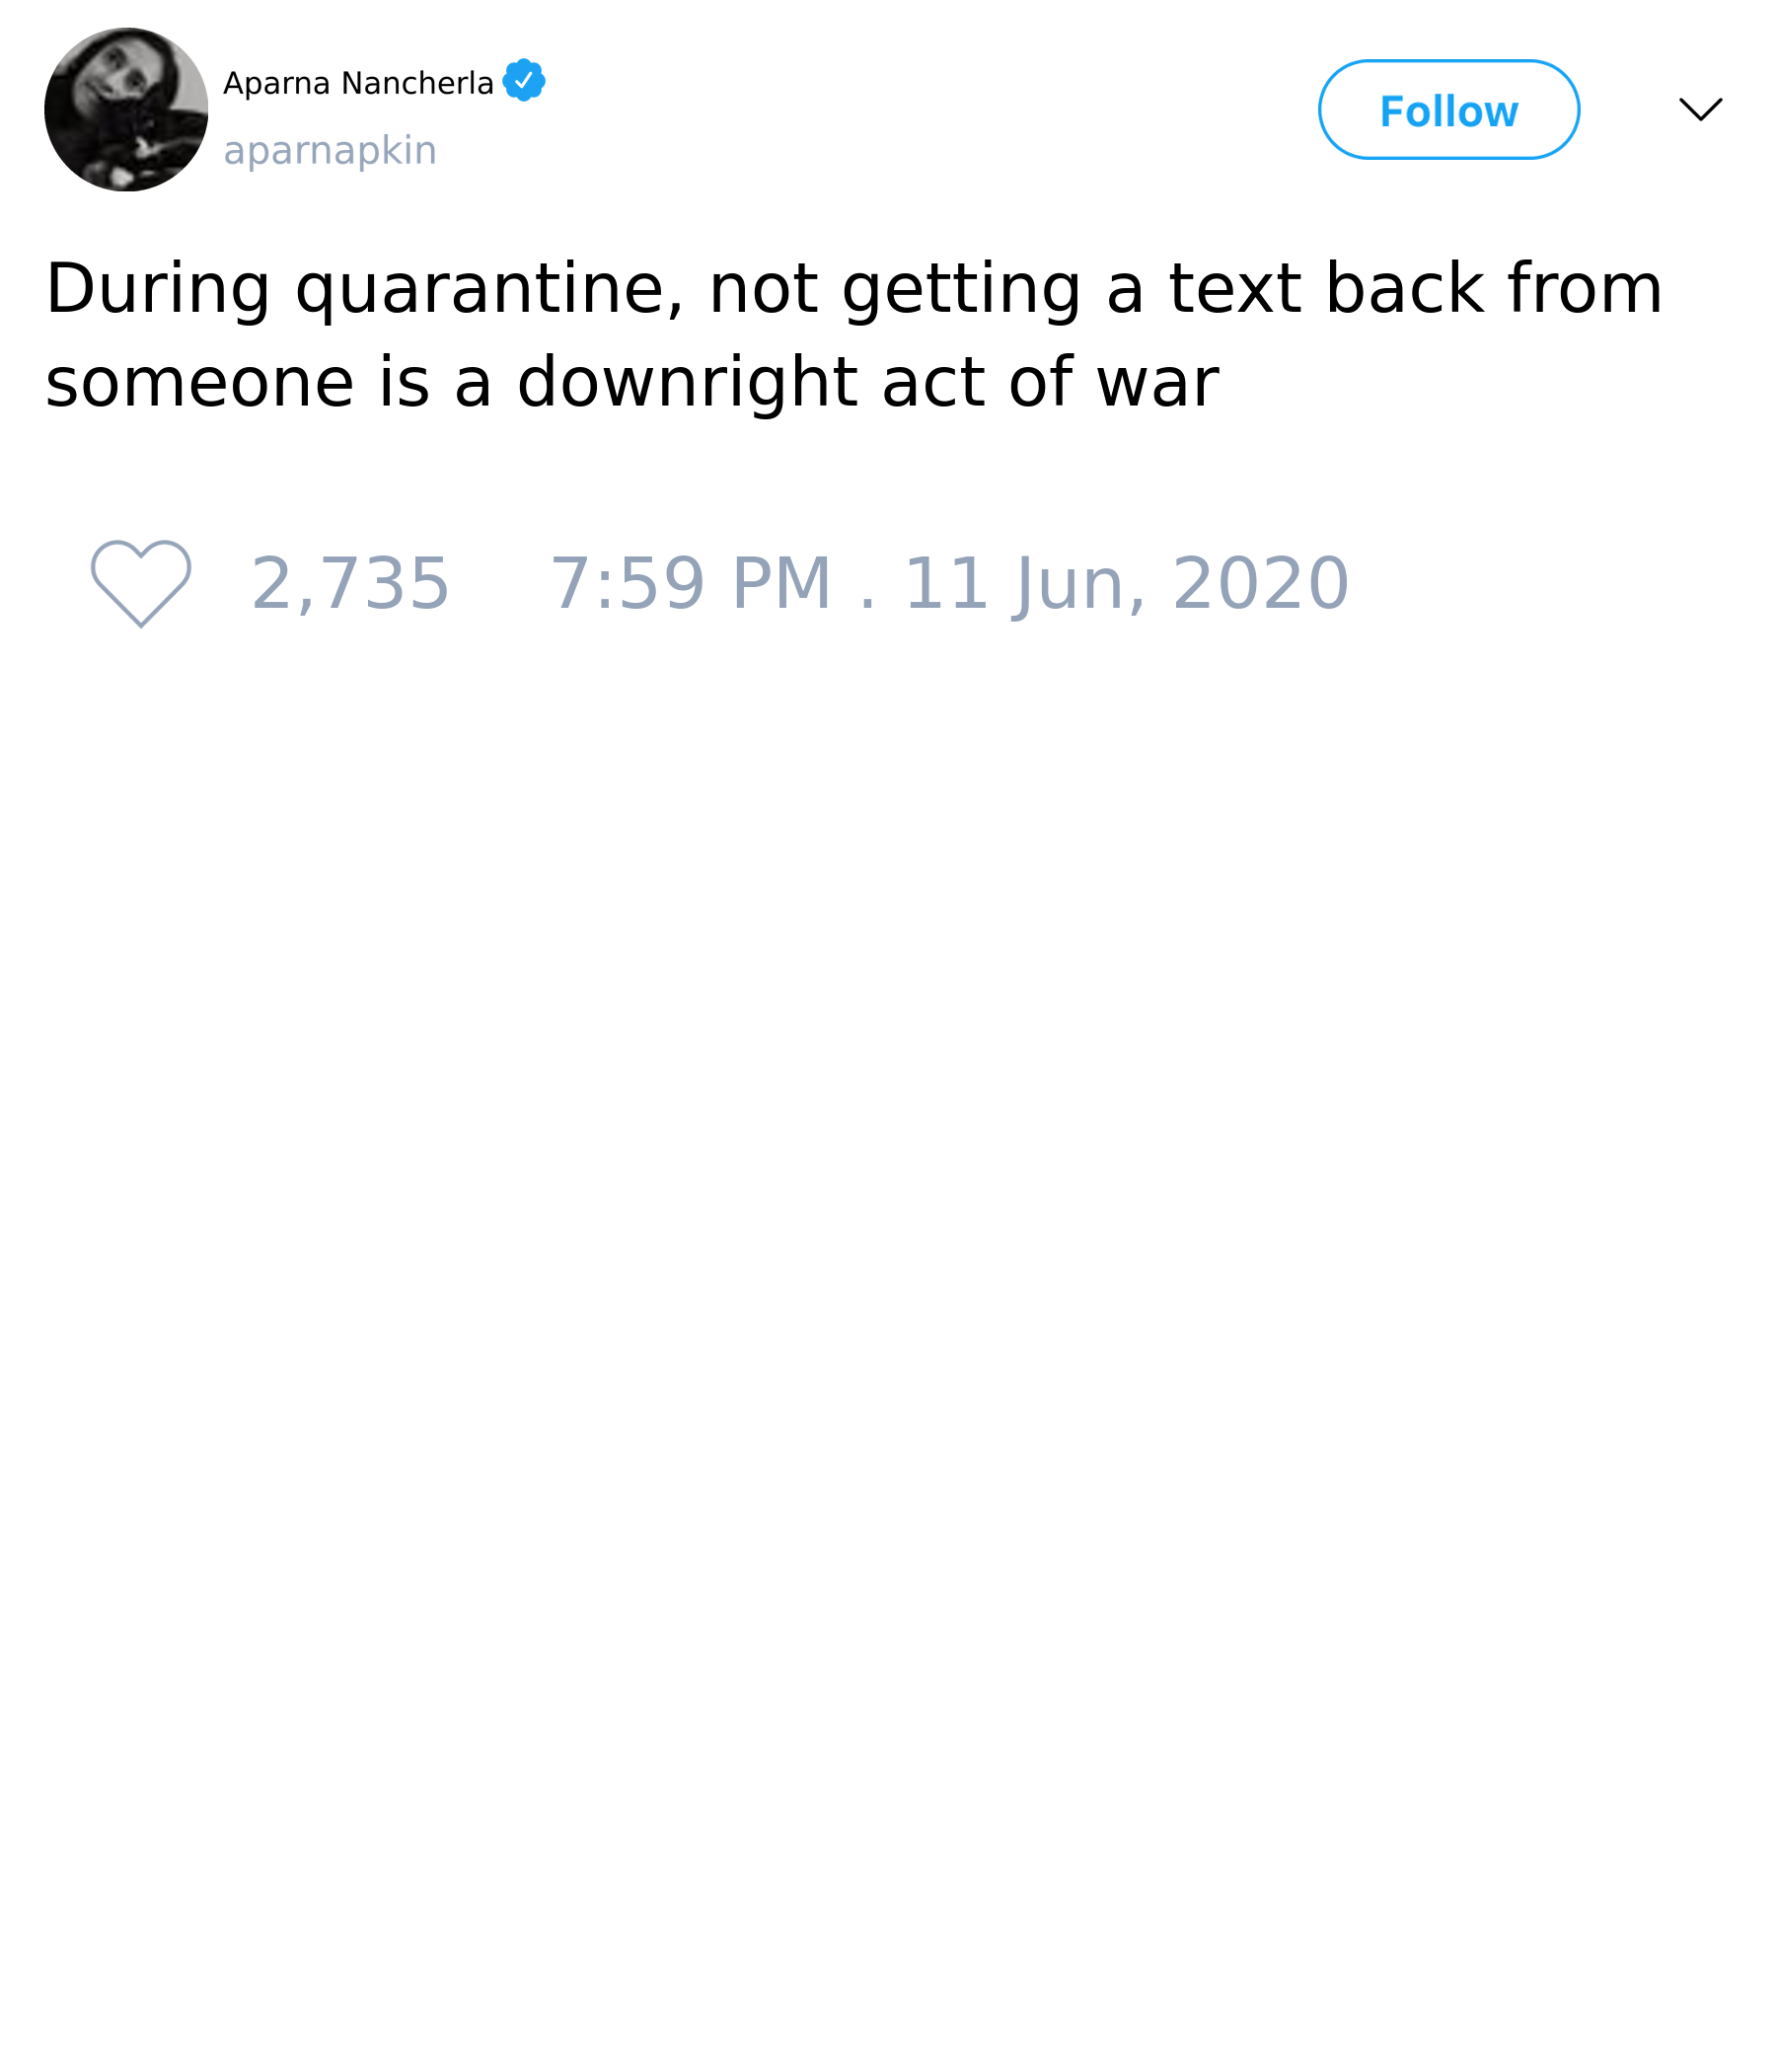 Aparna Nancherla
aparnapkin
Follow
During quarantine, not getting a text back from
someone is a downright act of war
2,735 7:59 PM . 11 Jun, 2020